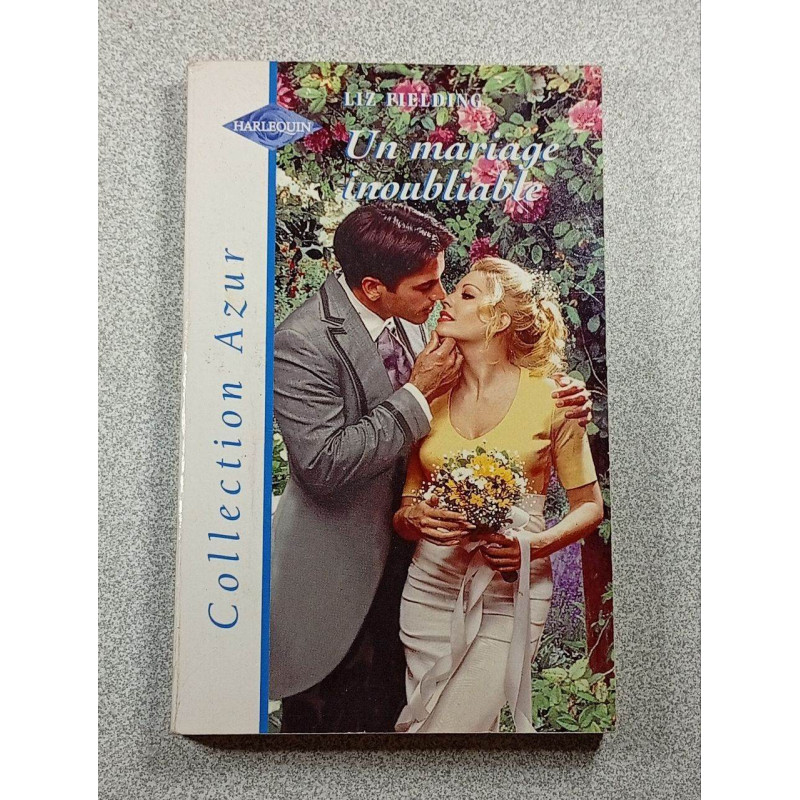 LIZ FIELDING
HARLEQUIN
Un mariage
inoubliable
Collection Azur